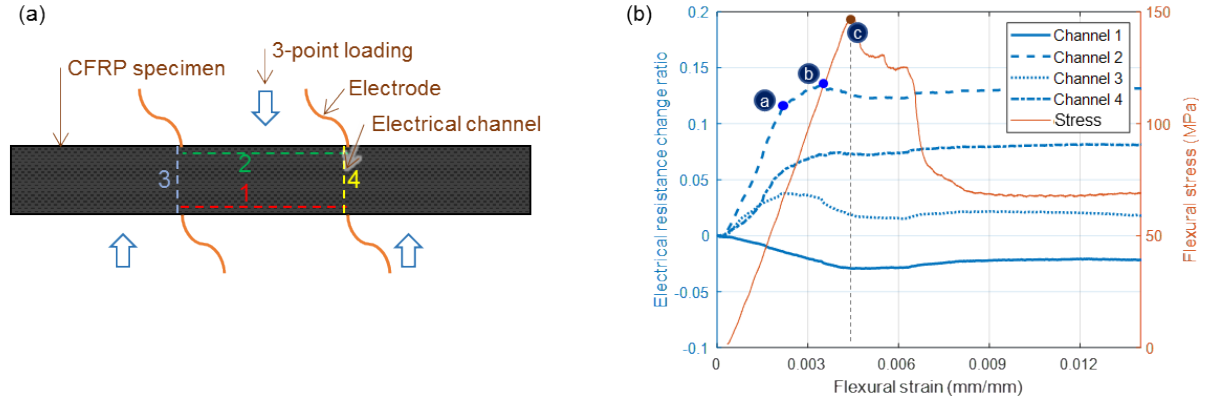 (a)
3-point loading
CFRP specimen
Electrode
Electrical channel
2
3
4
1
(b)
0.2
0.15
0.1
0.05
0
-0.05
-0.1
Electrical resistance change ratio
a
b
c
Channel 1
Channel 2
Channel 3
Channel 4
Stress
150
100
50
0
Flexural stress (MPa)
0
0.003
0.006
0.009
0.012
Flexural strain (mm/mm)